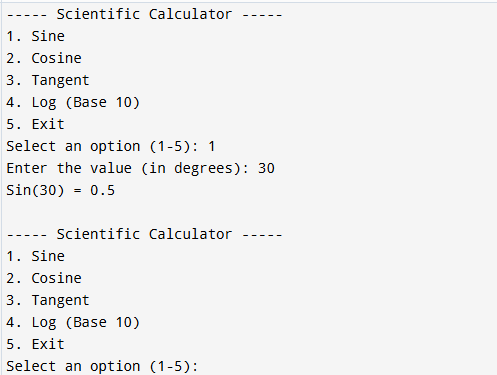 ----- Scientific Calculator -----
1. Sine
2. Cosine
3. Tangent
4. Log (Base 10)
5. Exit
Select an option (1-5): 1
Enter the value (in degrees): 30
Sin(30) = 0.5

----- Scientific Calculator -----
1. Sine
2. Cosine
3. Tangent
4. Log (Base 10)
5. Exit
Select an option (1-5):